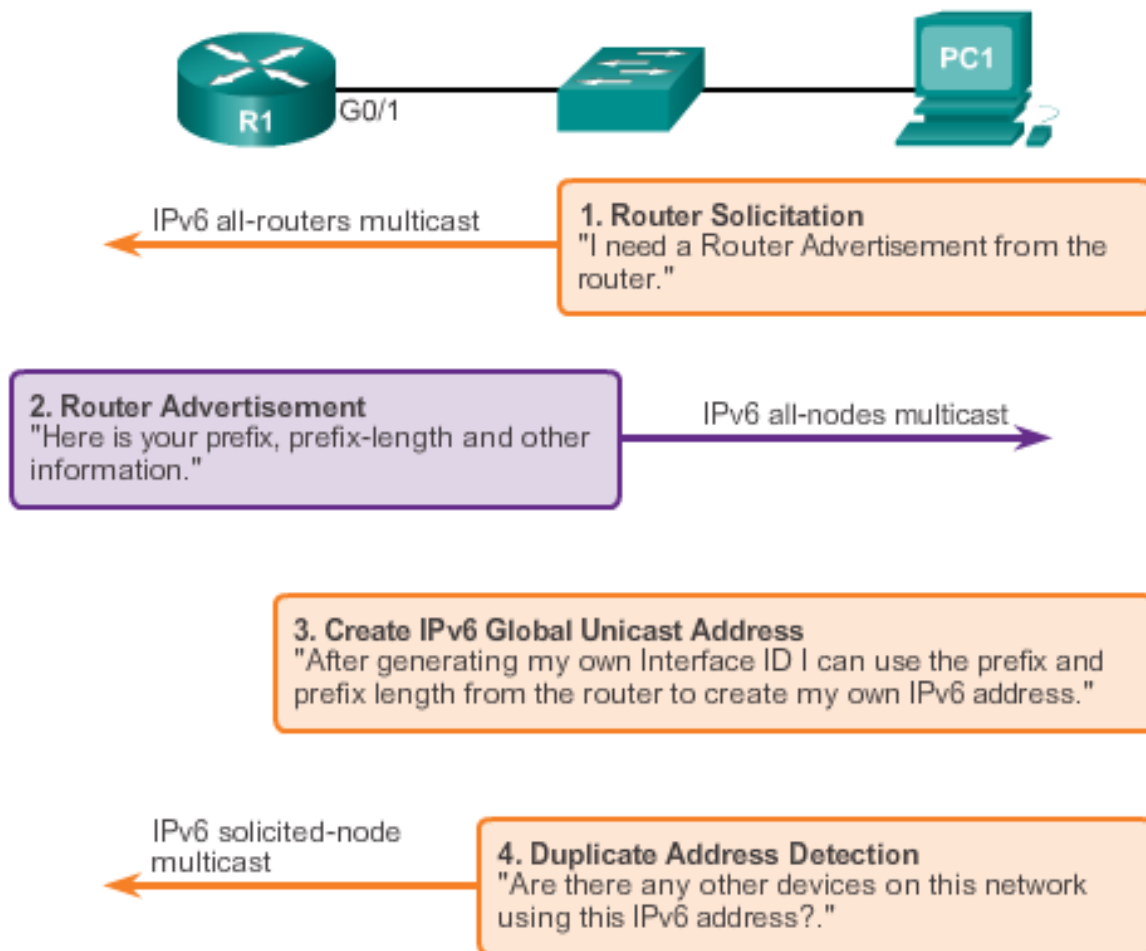 PC1
R1
G0/1
IPv6 all-routers multicast
1. Router Solicitation
"I need a Router Advertisement from the
router."
2. Router Advertisement
"Here is your prefix, prefix-length and other
information."
IPv6 all-nodes multicast
3. Create IPv6 Global Unicast Address
"After generating my own Interface ID I can use the prefix and
prefix length from the router to create my own IPv6 address."
IPv6 solicited-node
multicast
4. Duplicate Address Detection
"Are there any other devices on this network
using this IPv6 address?."